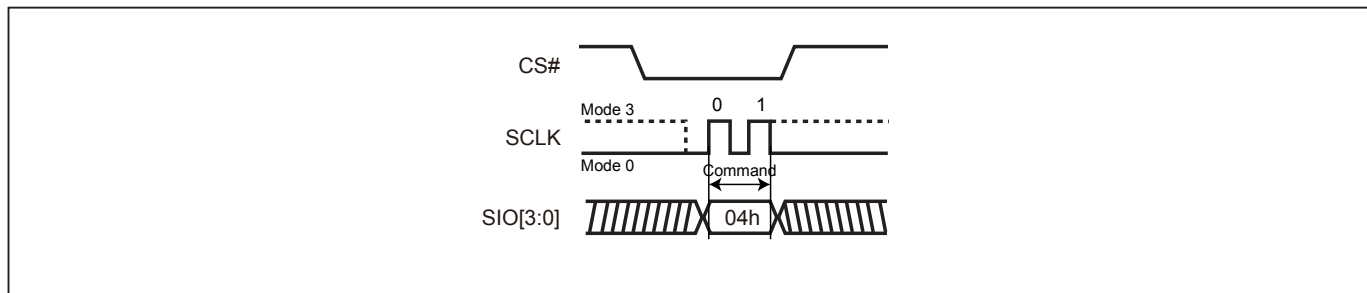 CS#
Mode 3
0 1
SCLK
Mode 0
Command
SIO[3:0]
04h